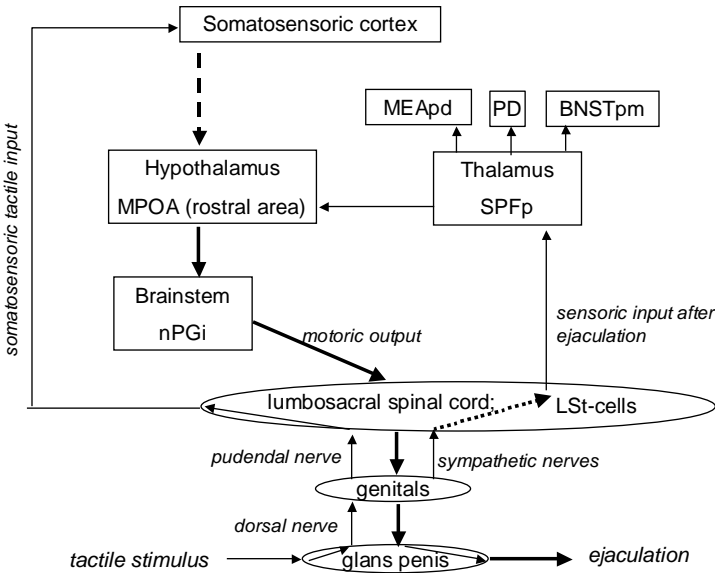 Somatosensoric cortex
MEApd
PD
BNSTpm
Hypothalamus
MPOA (rostral area)
Thalamus
SPFp
somatosensoric tactile input
Brainstem
nPGi
motoric output
sensoric input after
ejaculation
lumbosacral spinal cord;
LSt-cells
pudendal nerve
sympathetic nerves
genitals
dorsal nerve
tactile stimulus
glans penis
ejaculation